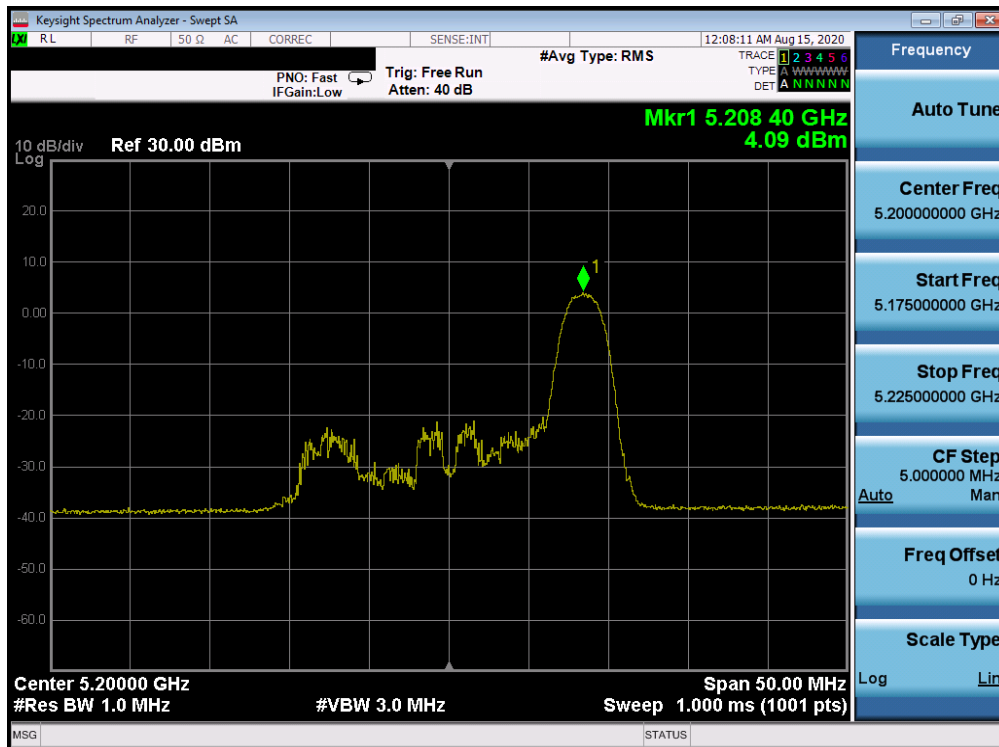 Keysight Spectrum Analyzer - Swept SA
LXI RL RF 50 Ω AC CORREC SENSE:INT 12:08:11 AM Aug 15, 2020
#Avg Type: RMS
TRACE 1 2 3 4 5 6
PNO: Fast Trig: Free Run
TYPE A WWWWW
IFGain:Low Atten: 40 dB
DET A N N N N N
Mkr1 5.208 40 GHz
4.09 dBm
10 dB/div Ref 30.00 dBm
Log
20.0
10.0
1
0.00
-10.0
-20.0
-30.0
-40.0
-50.0
-60.0
Center 5.20000 GHz Span 50.00 MHz
#Res BW 1.0 MHz #VBW 3.0 MHz Sweep 1.000 ms (1001 pts)
MSG STATUS
Frequency
Auto Tune
Center Freq
5.200000000 GHz
Start Freq
5.175000000 GHz
Stop Freq
5.225000000 GHz
CF Step
5.000000 MHz
Auto Man
Freq Offset
0 Hz
Scale Type
Log Lin